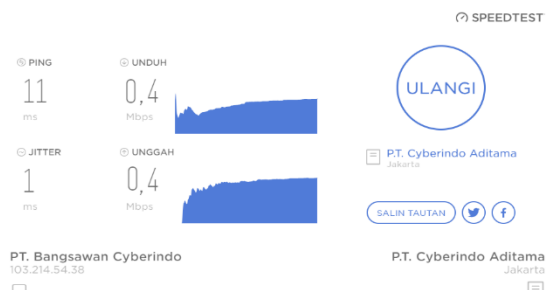 SPEEDTEST
PING
11
ms
UNDUH
0,4
Mbps
JITTER
1
ms
UNGGAH
0,4
Mbps
ULANGI
P.T. Cyberindo Aditama
Jakarta
SALIN TAUTAN
PT. Bangsawan Cyberindo
103.214.54.38
P.T. Cyberindo Aditama
Jakarta